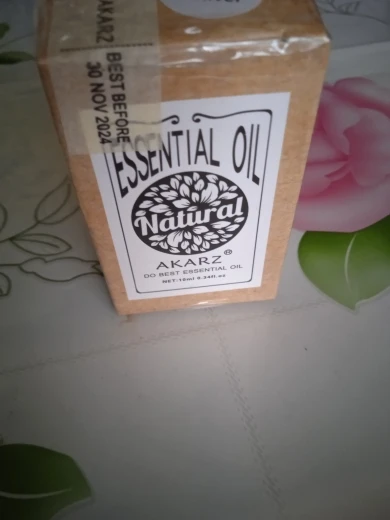 AKARZ
BEST BEFORE
30 NOV 2024
ESSENTIAL OIL
Natural
AKARZ®
DO BEST ESSENTIAL OIL
NET:10ml 0.34fl.oz